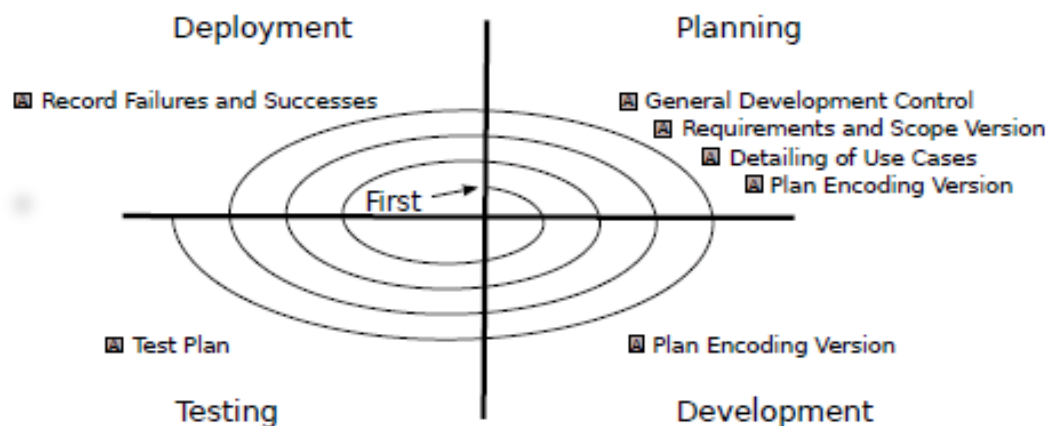 Deployment
Planning
A Record Failures and Successes
A General Development Control
A Requirements and Scope Version
A Detailing of Use Cases
A Plan Encoding Version
First
A Test Plan
A Plan Encoding Version
Testing
Development